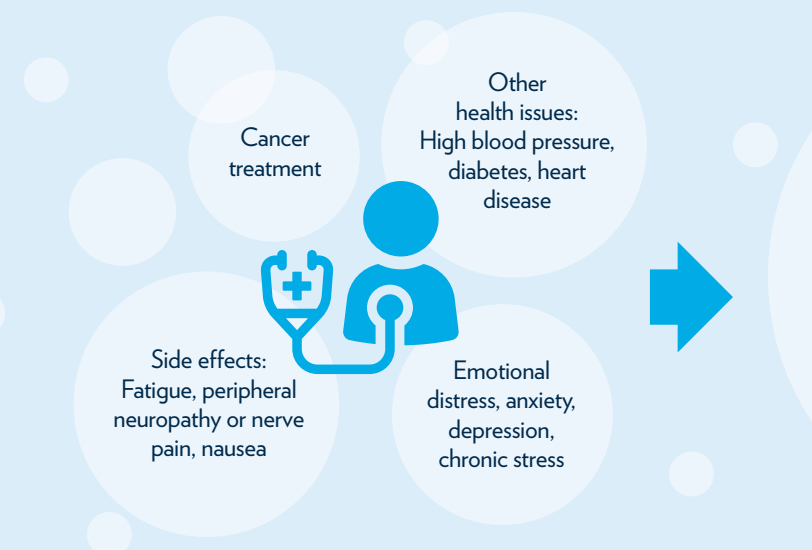 Cancer
treatment
Other
health issues:
High blood pressure,
diabetes, heart
disease
Side effects:
Fatigue, peripheral
neuropathy or nerve
pain, nausea
Emotional
distress, anxiety,
depression,
chronic stress